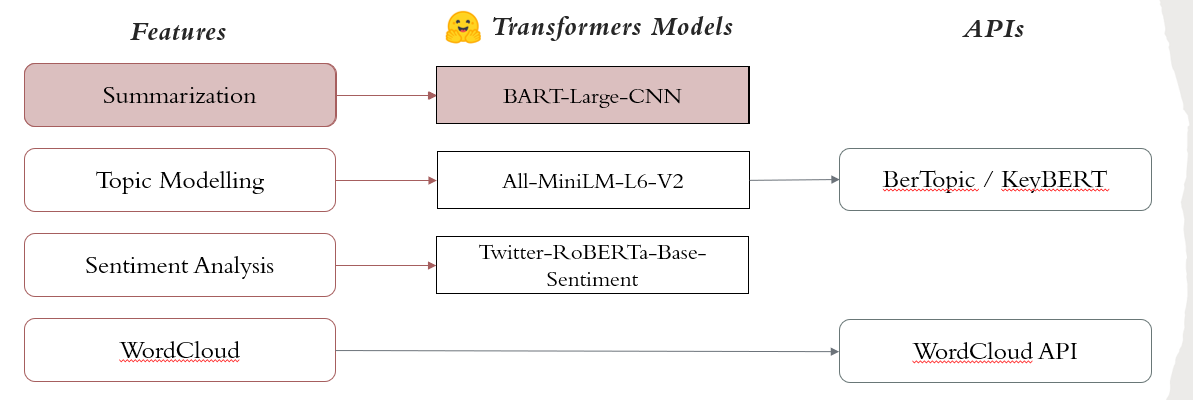 Features
Transformers Models
APIs
Summarization
BART-Large-CNN
Topic Modelling
All-MiniLM-L6-V2
BerTopic / KeyBERT
Sentiment Analysis
Twitter-RoBERTa-Base-
Sentiment
WordCloud
WordCloud API